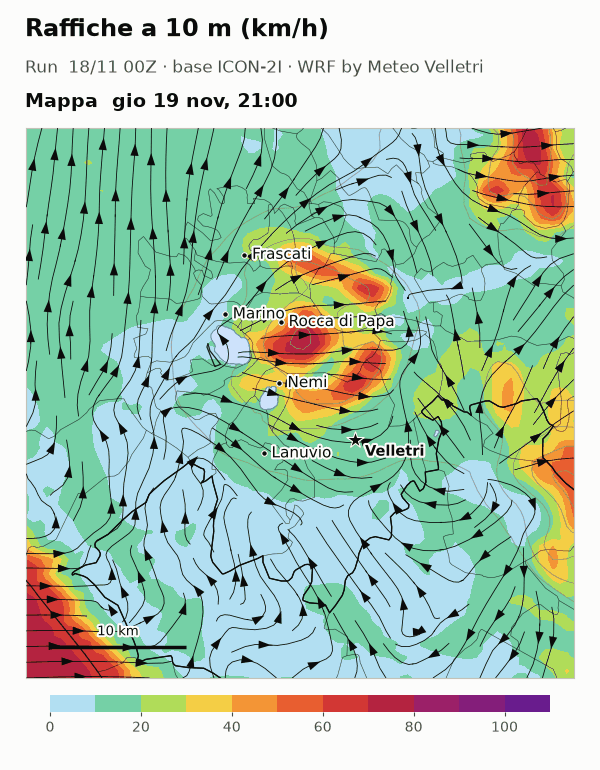 Raffiche a 10 m (km/h)
Run  18/11 00Z · base ICON-2I · WRF by Meteo Velletri
Mappa  gio 19 nov, 21:00
Frascati
Marino
Rocca di Papa
Nemi
Velletri
Lanuvio
10 km
0 20 40 60 80 100